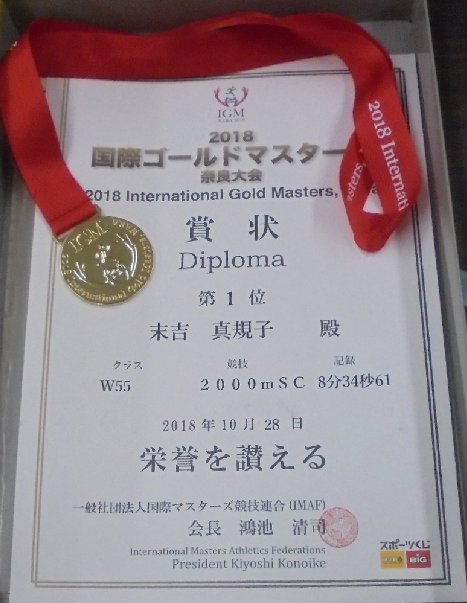 IGM
2018
国際ゴールドマスター
奈良大会
2018 International Gold Masters,
賞状
Diploma
第1位
末吉 真規子 殿
クラス 競技 記録
W55 2000mSC 8分34秒61
2018年10月28日
栄誉を讃える
一般社団法人国際マスターズ競技連合(IMAF)
会長 鴻池 清司
International Masters Athletics Federations
President Kiyoshi Konoike
スポーツくじ
BIG
2018 Internati
asters,
IGM